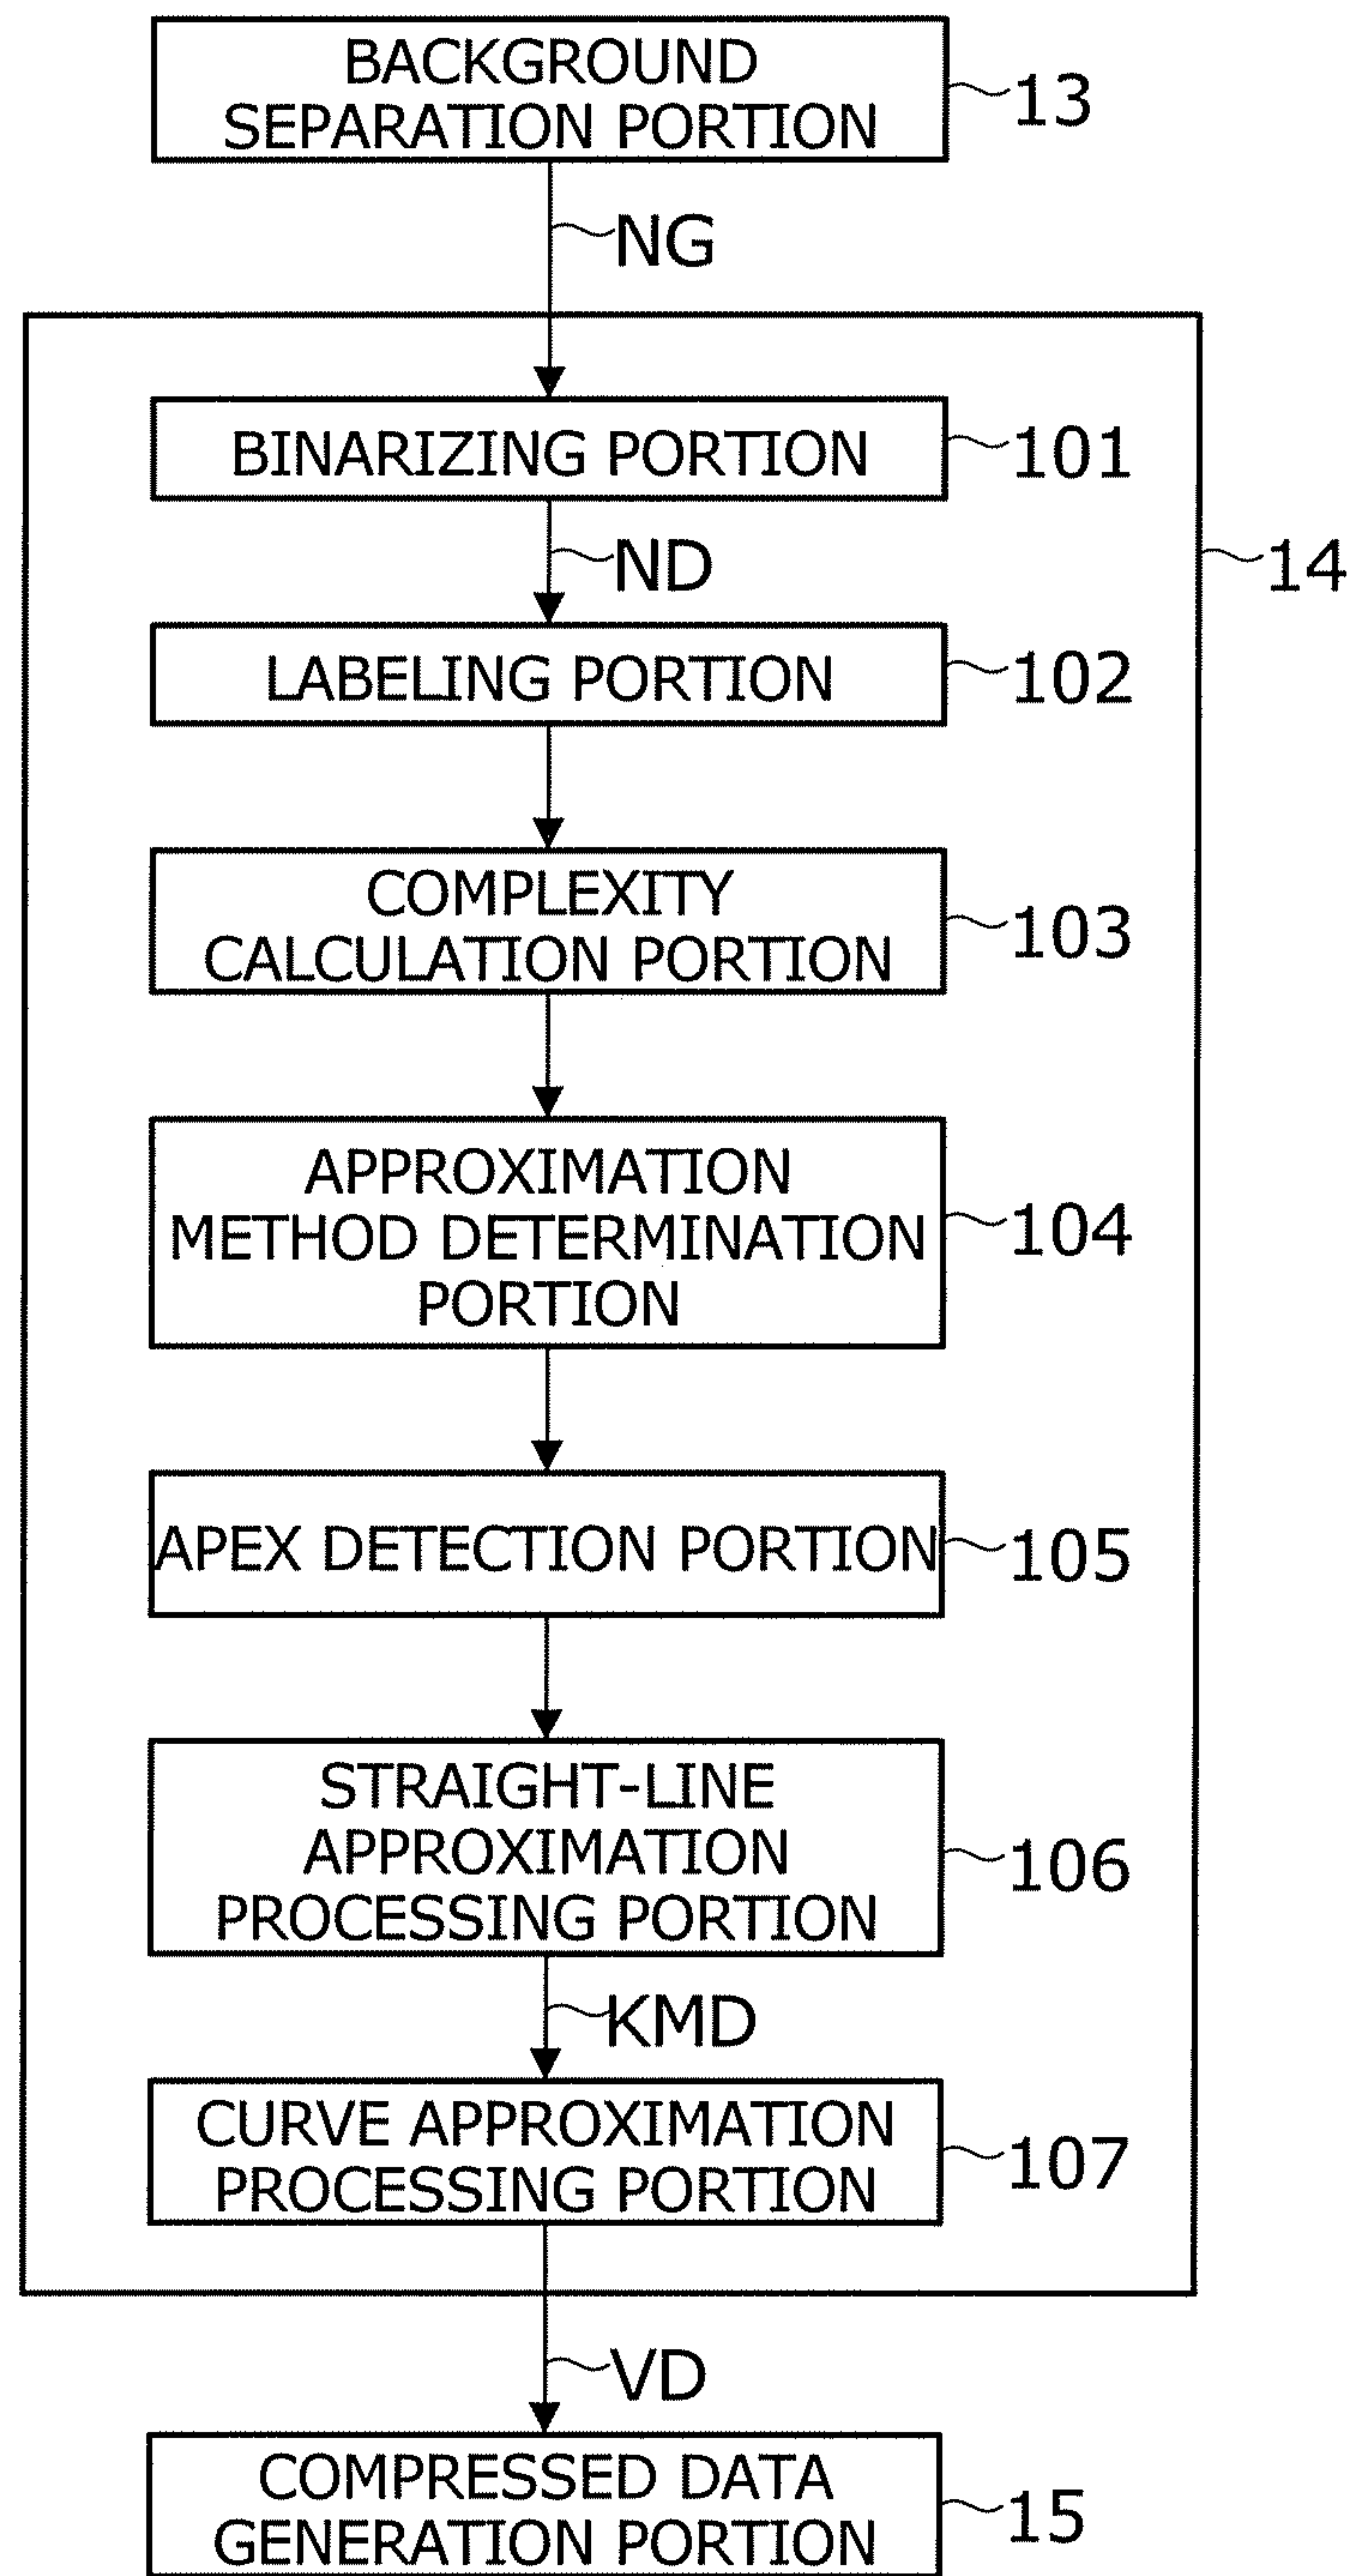 BACKGROUND
SEPARATION PORTION
13
NG
BINARIZING PORTION
101
ND
14
LABELING PORTION
102
COMPLEXITY
CALCULATION PORTION
103
APPROXIMATION
METHOD DETERMINATION
PORTION
104
APEX DETECTION PORTION
105
STRAIGHT-LINE
APPROXIMATION
PROCESSING PORTION
106
KMD
CURVE APPROXIMATION
PROCESSING PORTION
107
VD
COMPRESSED DATA
GENERATION PORTION
15